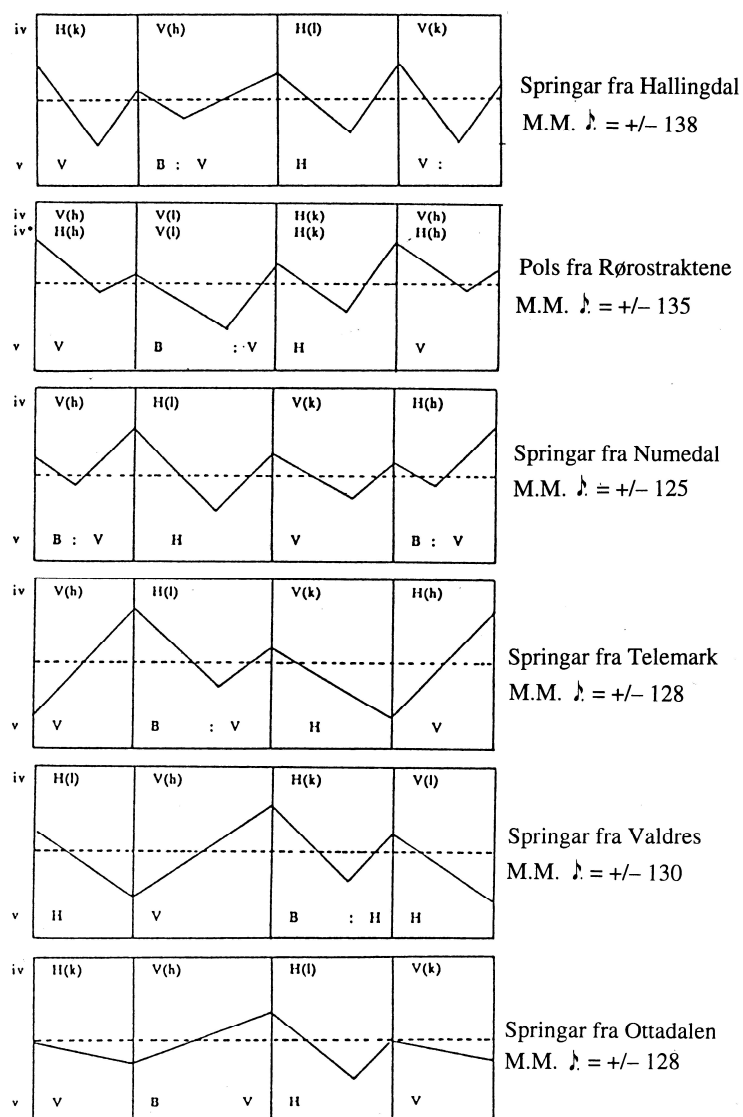 iv H(k) V(h) H(l) V(k)
Springar fra Hallingdal
M.M. ♪. = +/– 138
v V B : V H V :
iv V(h) V(l) H(k) V(h)
iv* H(h) V(l) H(k) H(h)
Pols fra Rørostraktene
M.M. ♪. = +/– 135
v V B : V H V
iv V(h) H(l) V(k) H(h)
Springar fra Numedal
M.M. ♪. = +/– 125
v B : V H V B : V
iv V(h) H(l) V(k) H(h)
Springar fra Telemark
M.M. ♪. = +/– 128
v V B : V H V
iv H(l) V(h) H(k) V(l)
Springar fra Valdres
M.M. ♪. = +/– 130
v H V B : H H
iv H(k) V(h) H(l) V(k)
Springar fra Ottadalen
M.M. ♪. = +/– 128
v V B V H V